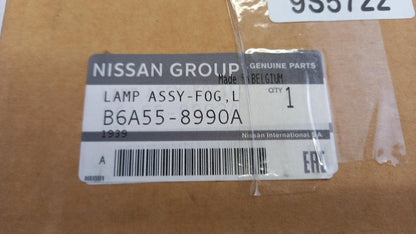 9S5722
NISSAN GROUP GENUINE PARTS
Made in BELGIUM
LAMP ASSY-FOG,L QTY 1
B6A55-8990A
1939 Nissan International S.A.
A EAC